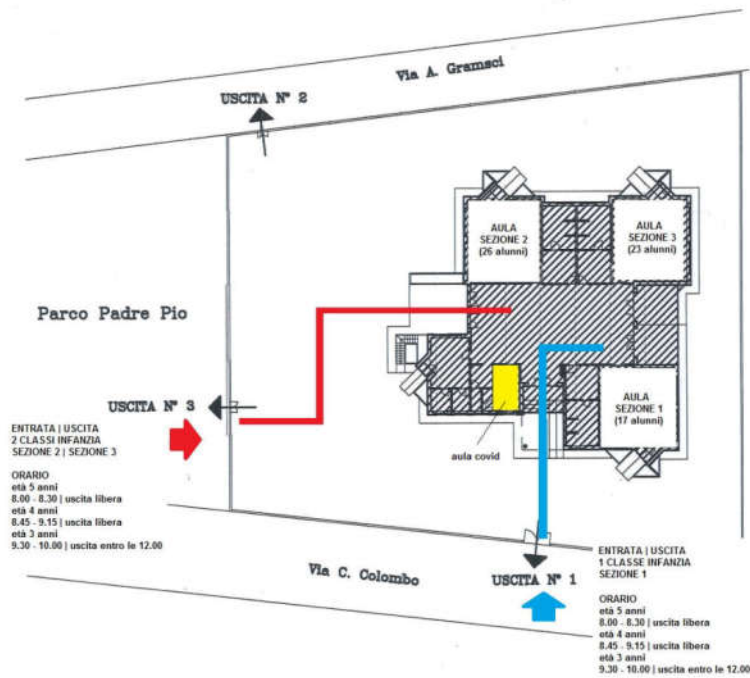 Via A. Gramsci
USCITA N° 2
AULA
SEZIONE 2
(26 alunni)
AULA
SEZIONE 3
(23 alunni)
Parco Padre Pio
USCITA N° 3
AULA
SEZIONE 1
(17 alunni)
aula covid
ENTRATA | USCITA
2 CLASSI INFANZIA
SEZIONE 2 | SEZIONE 3
ORARIO
età 5 anni
8.00 - 8.30 | uscita libera
età 4 anni
8.45 - 9.15 | uscita libera
età 3 anni
9.30 - 10.00 | uscita entro le 12.00
Via C. Colombo
USCITA N° 1
ENTRATA | USCITA
1 CLASSE INFANZIA
SEZIONE 1
ORARIO
età 5 anni
8.00 - 8.30 | uscita libera
età 4 anni
8.45 - 9.15 | uscita libera
età 3 anni
9.30 - 10.00 | uscita entro le 12.00